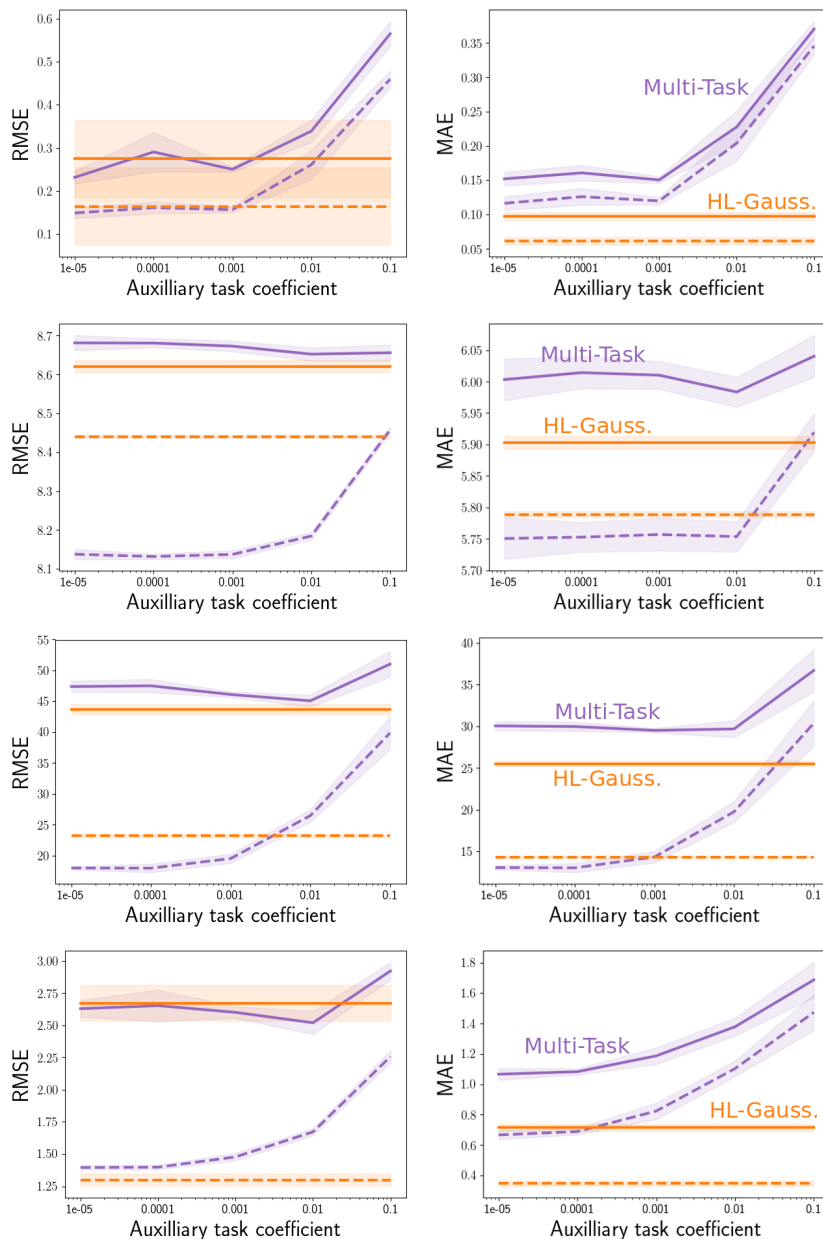 0.6
0.5
0.4
0.3
0.2
0.1
RMSE
1e-05 0.0001 0.001 0.01 0.1
Auxilliary task coefficient
0.35
0.30
0.25
0.20
0.15
0.10
0.05
MAE
Multi-Task
HL-Gauss.
1e-05 0.0001 0.001 0.01 0.1
Auxilliary task coefficient
8.7
8.6
8.5
8.4
8.3
8.2
8.1
RMSE
1e-05 0.0001 0.001 0.01 0.1
Auxilliary task coefficient
6.05
6.00
5.95
5.90
5.85
5.80
5.75
5.70
MAE
Multi-Task
HL-Gauss.
1e-05 0.0001 0.001 0.01 0.1
Auxilliary task coefficient
55
50
45
40
35
30
25
20
RMSE
1e-05 0.0001 0.001 0.01 0.1
Auxilliary task coefficient
40
35
30
25
20
15
MAE
Multi-Task
HL-Gauss.
1e-05 0.0001 0.001 0.01 0.1
Auxilliary task coefficient
3.00
2.75
2.50
2.25
2.00
1.75
1.50
1.25
RMSE
1e-05 0.0001 0.001 0.01 0.1
Auxilliary task coefficient
1.8
1.6
1.4
1.2
1.0
0.8
0.6
0.4
MAE
Multi-Task
HL-Gauss.
1e-05 0.0001 0.001 0.01 0.1
Auxilliary task coefficient